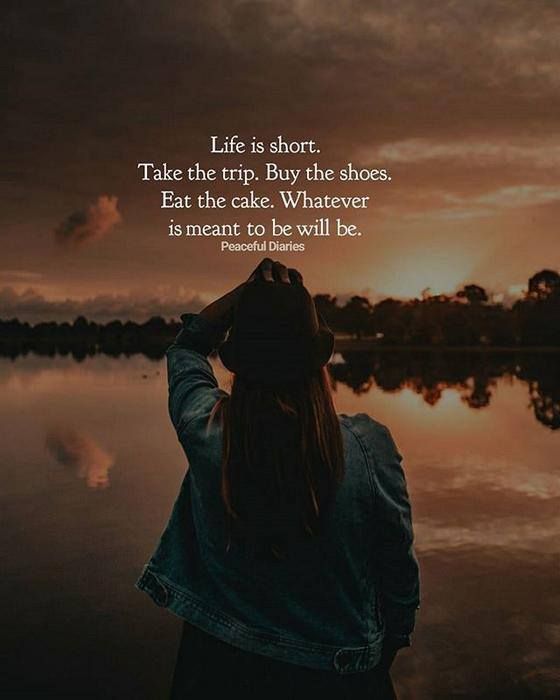 Life is short.
Take the trip. Buy the shoes.
Eat the cake. Whatever
is meant to be will be.
Peaceful Diaries